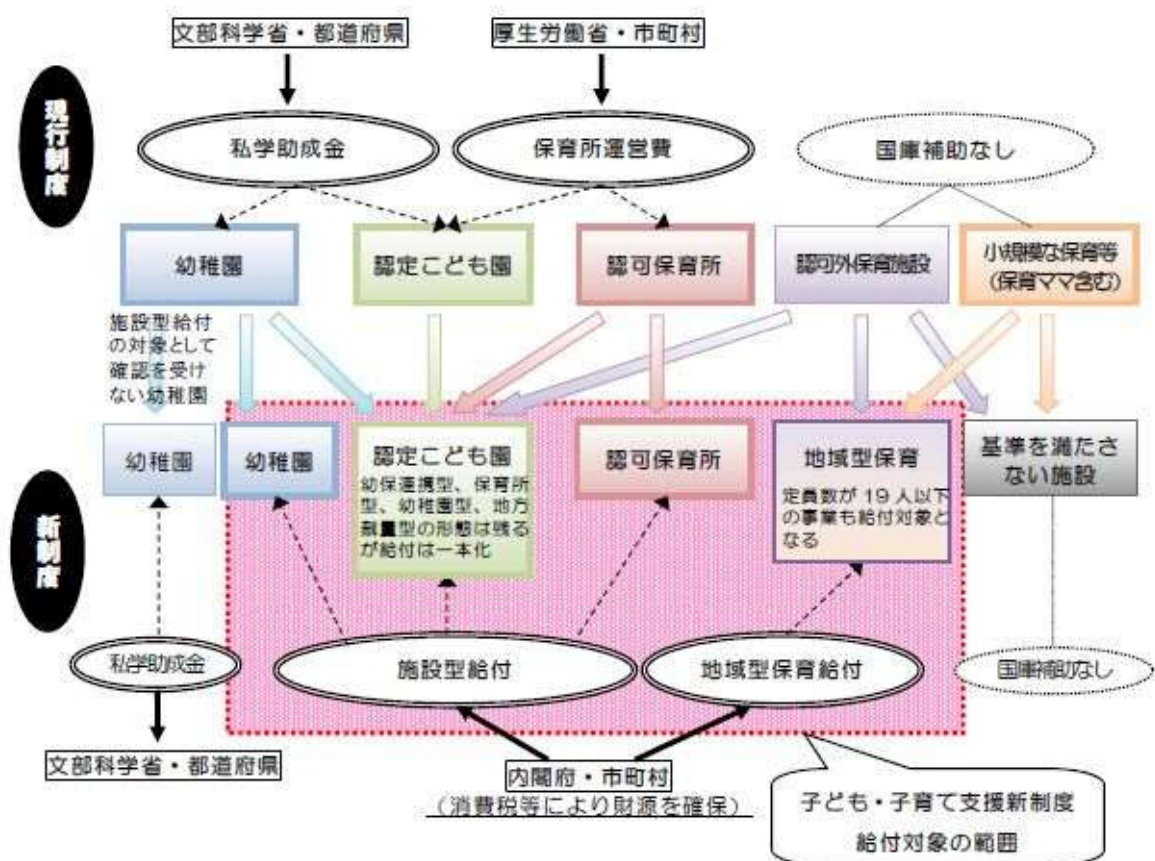 文部科学省・都道府県
厚生労働省・市町村
現行制度
私学助成金
保育所運営費
国庫補助なし
幼稚園
認定こども園
認可保育所
認可外保育施設
小規模な保育等
(保育ママ含む)
施設型給付
の対象として
確認を受け
ない幼稚園
新制度
幼稚園
幼稚園
認定こども園
幼保連携型、保育所
型、幼稚園型、地方
裁量型の形態は残る
が給付は一本化
認可保育所
地域型保育
定員数が 19 人以下
の事業も給付対象と
なる
基準を満たさ
ない施設
私学助成金
施設型給付
地域型保育給付
国庫補助なし
文部科学省・都道府県
内閣府・市町村
(消費税等により財源を確保)
子ども・子育て支援新制度
給付対象の範囲